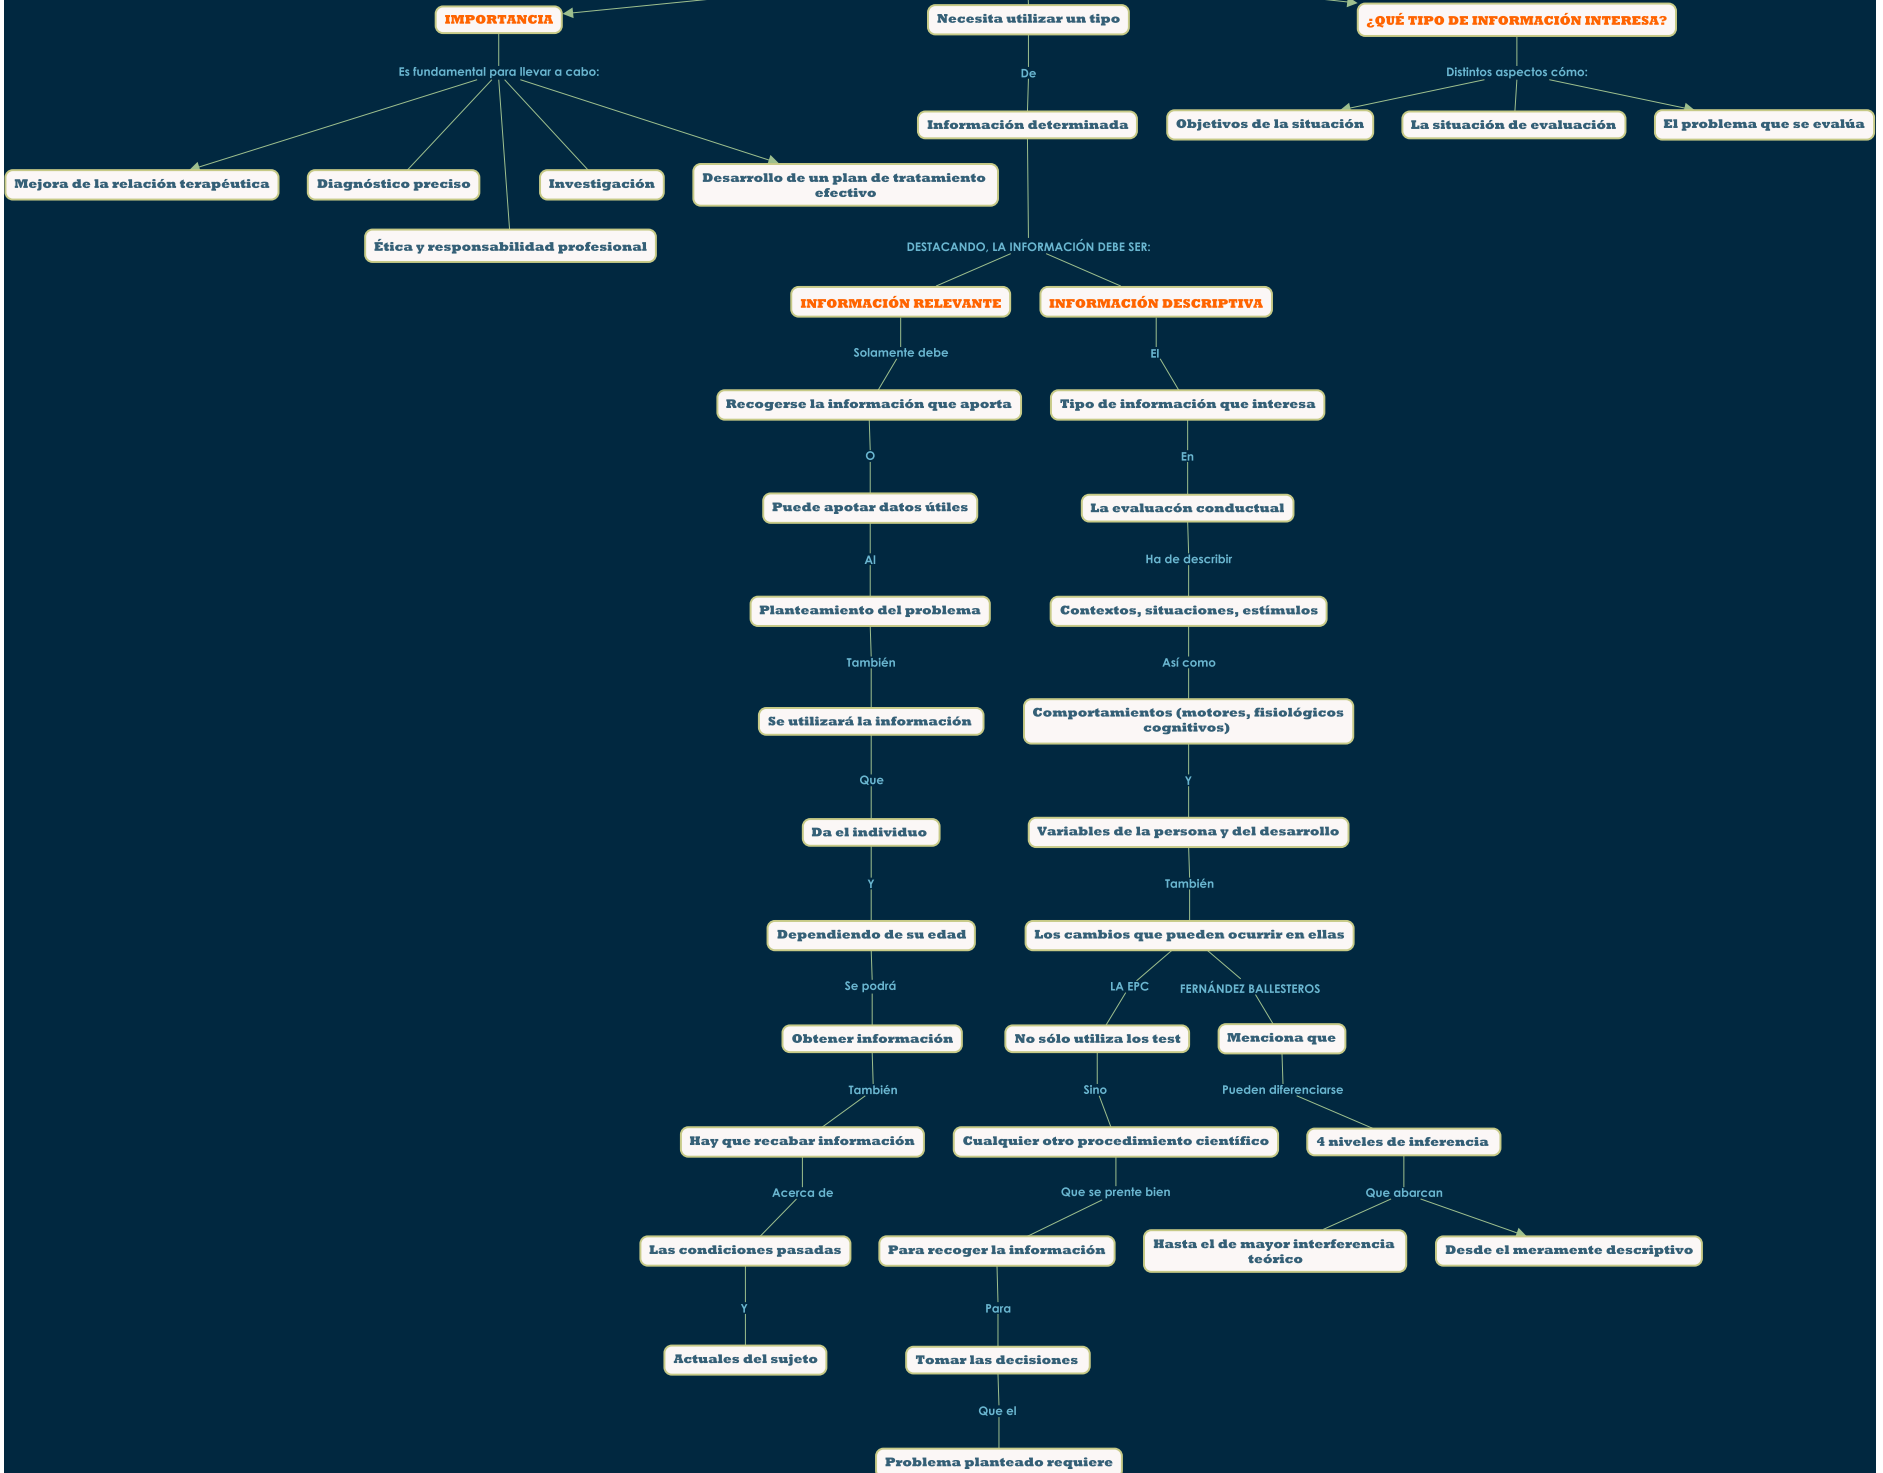 IMPORTANCIA
Necesita utilizar un tipo
¿QUÉ TIPO DE INFORMACIÓN INTERESA?
Es fundamental para llevar a cabo:
De
Distintos aspectos cómo:
Mejora de la relación terapéutica
Diagnóstico preciso
Investigación
Desarrollo de un plan de tratamiento
efectivo
Ética y responsabilidad profesional
Información determinada
Objetivos de la situación
La situación de evaluación
El problema que se evalúa
DESTACANDO, LA INFORMACIÓN DEBE SER:
INFORMACIÓN RELEVANTE
Solamente debe
Recogerse la información que aporta
O
Puede apotar datos útiles
Al
Planteamiento del problema
También
Se utilizará la información
Que
Da el individuo
Y
Dependiendo de su edad
Se podrá
Obtener información
También
Hay que recabar información
Acerca de
Las condiciones pasadas
Y
Actuales del sujeto
INFORMACIÓN DESCRIPTIVA
El
Tipo de información que interesa
En
La evaluacón conductual
Ha de describir
Contextos, situaciones, estímulos
Así como
Comportamientos (motores, fisiológicos
cognitivos)
Y
Variables de la persona y del desarrollo
También
Los cambios que pueden ocurrir en ellas
LA EPC
No sólo utiliza los test
Sino
Cualquier otro procedimiento científico
Que se prente bien
Para recoger la información
Para
Tomar las decisiones
Que el
Problema planteado requiere
FERNÁNDEZ BALLESTEROS
Menciona que
Pueden diferenciarse
4 niveles de inferencia
Que abarcan
Hasta el de mayor interferencia
teórico
Desde el meramente descriptivo